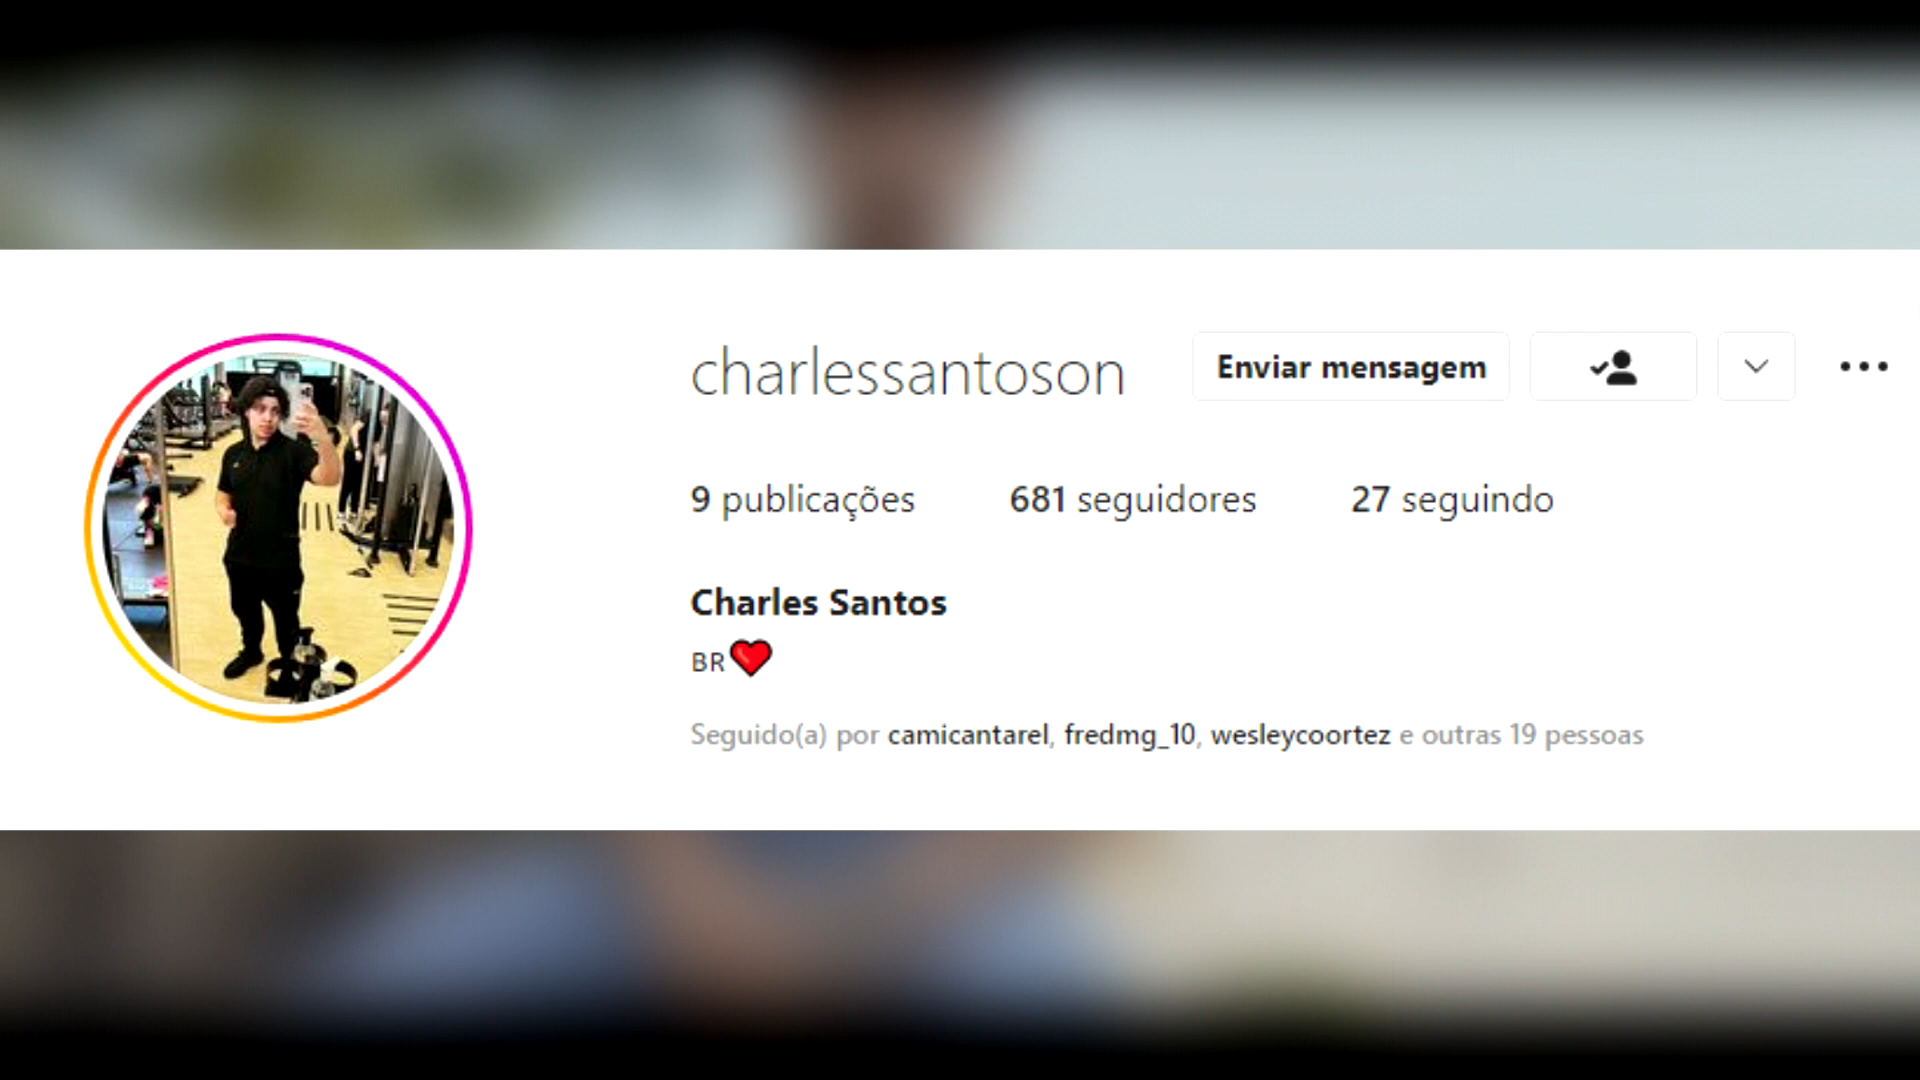 charlessantoson Enviar mensagem
9 publicações 681 seguidores 27 seguindo
Charles Santos
BR❤️
Seguido(a) por camicantarel, fredmg_10, wesleycoortez e outras 19 pessoas